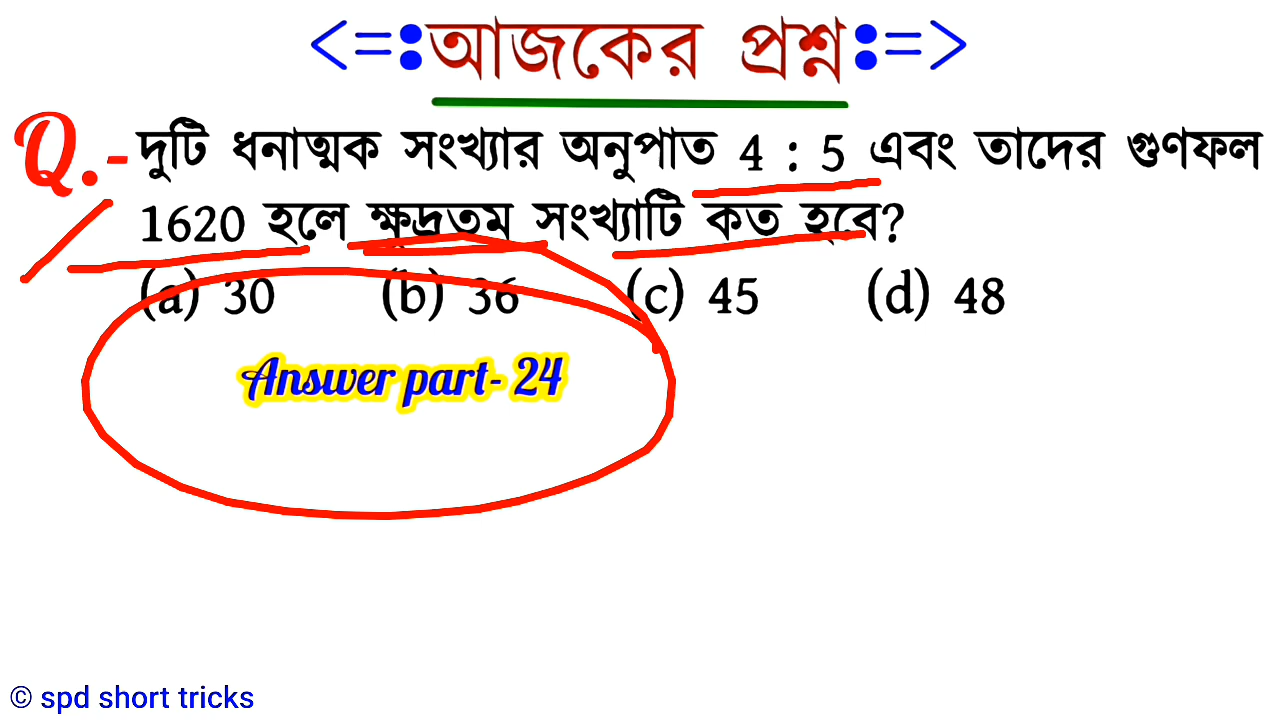 <=:আজকের প্রশ্ন:=>
Q.- দুটি ধনাত্মক সংখ্যার অনুপাত 4 : 5 এবং তাদের গুণফল
1620 হলে ক্ষুদ্রতম সংখ্যাটি কত হবে?
(a) 30 (b) 36 (c) 45 (d) 48
Answer part- 24
© spd short tricks